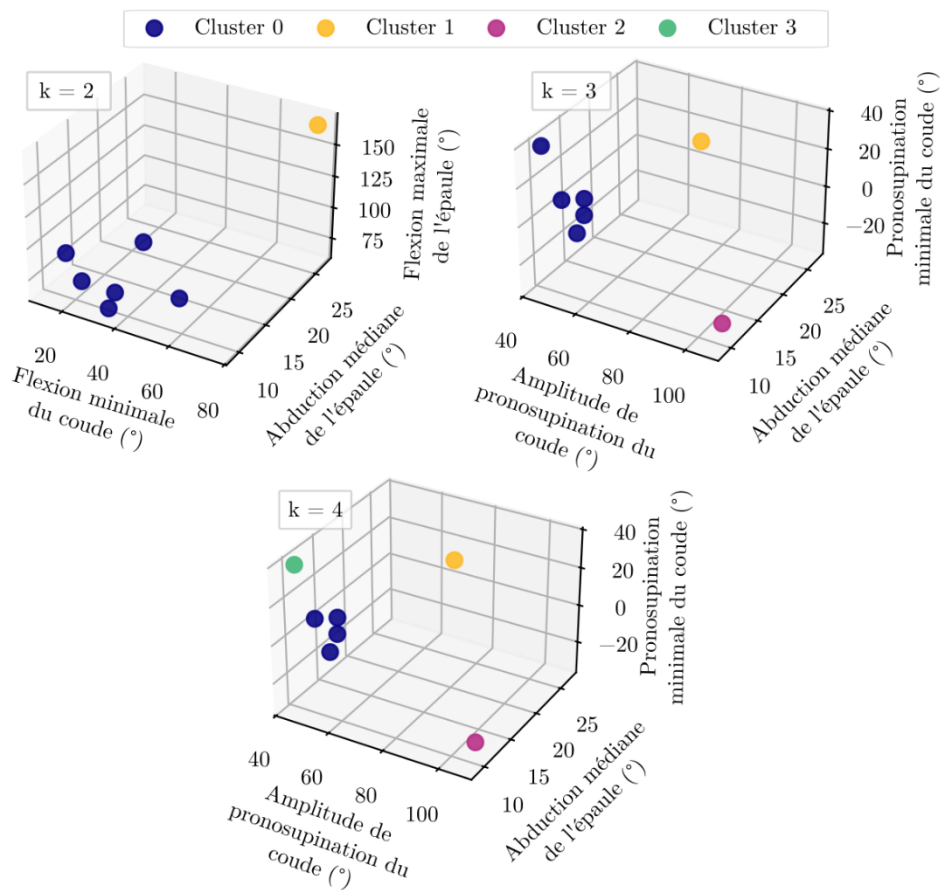 Cluster 0 Cluster 1 Cluster 2 Cluster 3
k = 2
150
125
100
75
Flexion maximale
de l'épaule (°)
20
40
60
80
Flexion minimale
du coude (°)
10
15
20
25
Abduction médiane
de l'épaule (°)
k = 3
40
20
0
−20
Pronosupination
minimale du coude (°)
40
60
80
100
Amplitude de
pronosupination du
coude (°)
10
15
20
25
Abduction médiane
de l'épaule (°)
k = 4
40
20
0
−20
Pronosupination
minimale du coude (°)
40
60
80
100
Amplitude de
pronosupination du
coude (°)
10
15
20
25
Abduction médiane
de l'épaule (°)